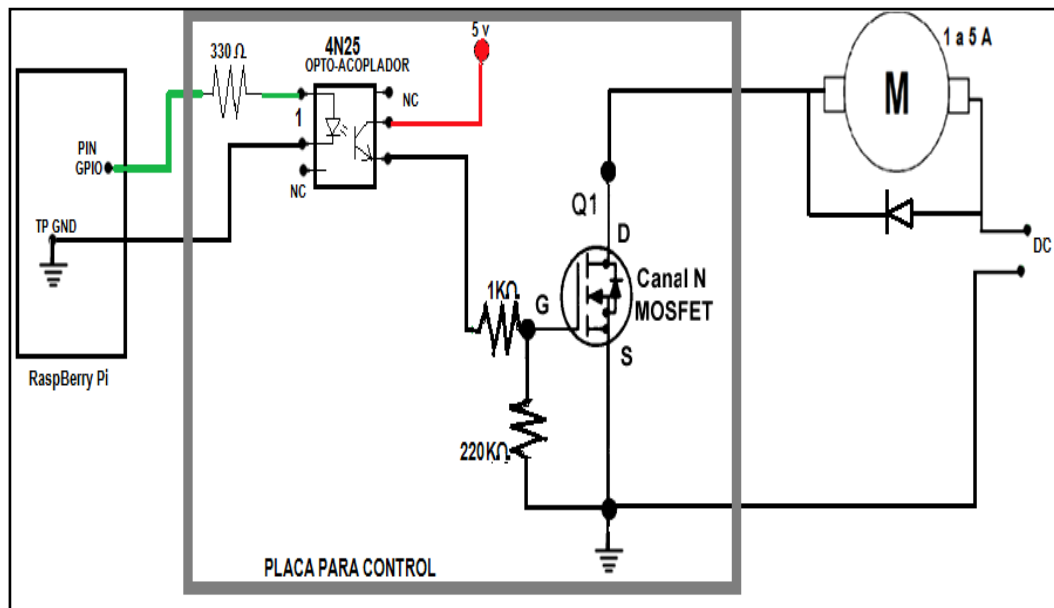 5 v
1 a 5 A
4N25
OPTO-ACOPLADOR
330 Ω
NC
1
M
PIN
GPIO
NC
TP GND
Q1
D
DC
Canal N
MOSFET
1KΩ
G
S
RaspBerry Pi
220KΩ
PLACA PARA CONTROL